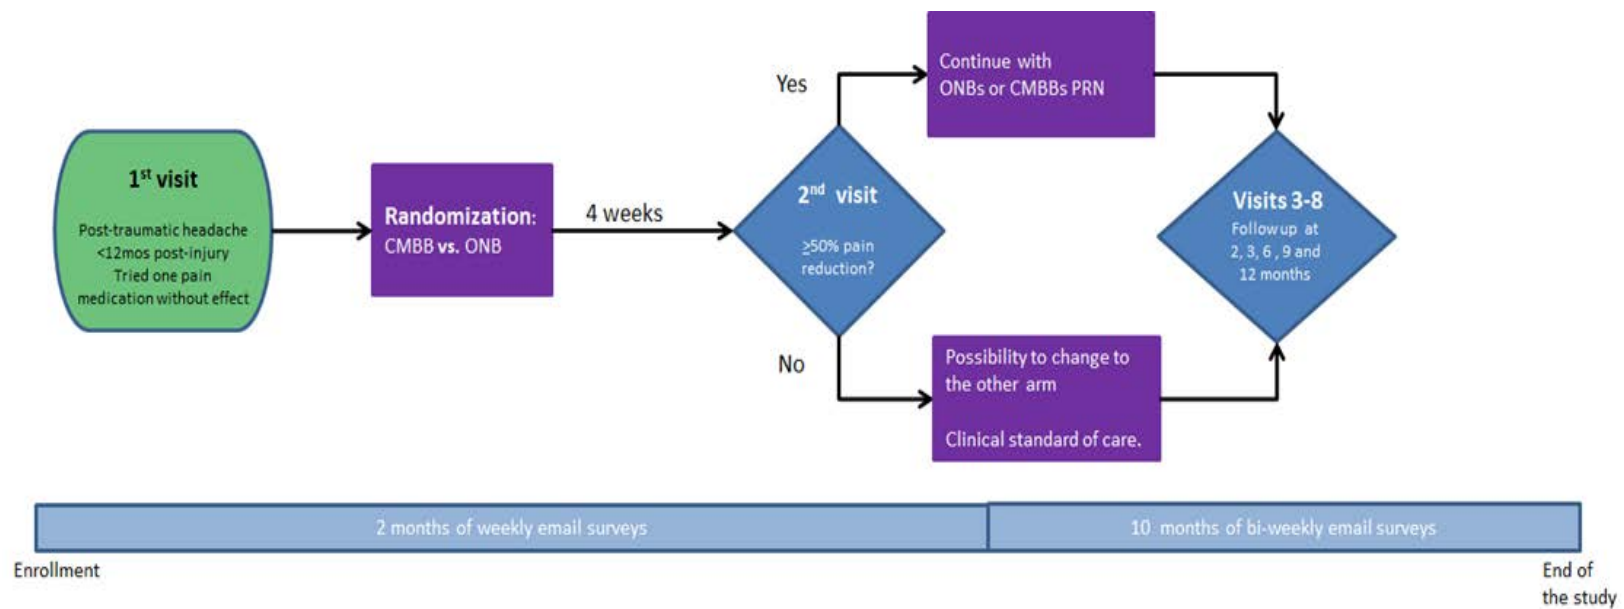 1st visit
Post-traumatic headache
<12mos post-injury
Tried one pain
medication without effect
Randomization:
CMBB vs. ONB
4 weeks
2nd visit
≥50% pain
reduction?
Yes
Continue with
ONBs or CMBBs PRN
No
Possibility to change to
the other arm
Clinical standard of care.
Visits 3-8
Followup at
2, 3, 6 , 9 and
12 months
2 months of weekly email surveys
10 months of bi-weekly email surveys
Enrollment
End of
the study